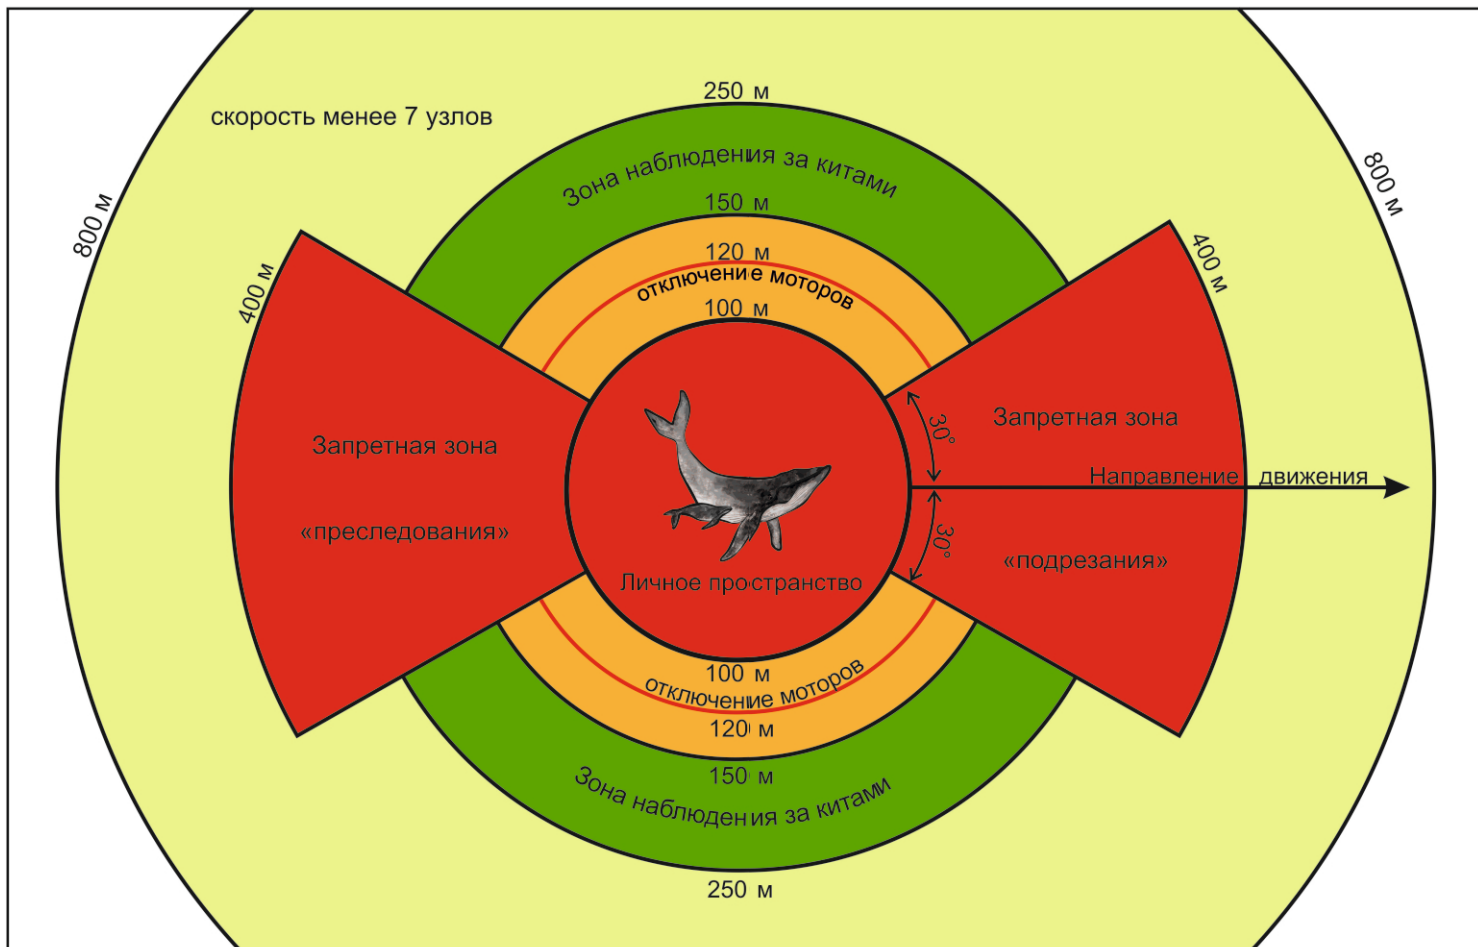 250 м
скорость менее 7 узлов
Зона наблюдения за китами
800 м
800 м
150 м
120 м
отключение моторов
100 м
400 м
400 м
Запретная зона
«преследования»
Личное пространство
30°
30°
Запретная зона
Направление движения
«подрезания»
100 м
отключение моторов
120 м
150 м
Зона наблюдения за китами
250 м